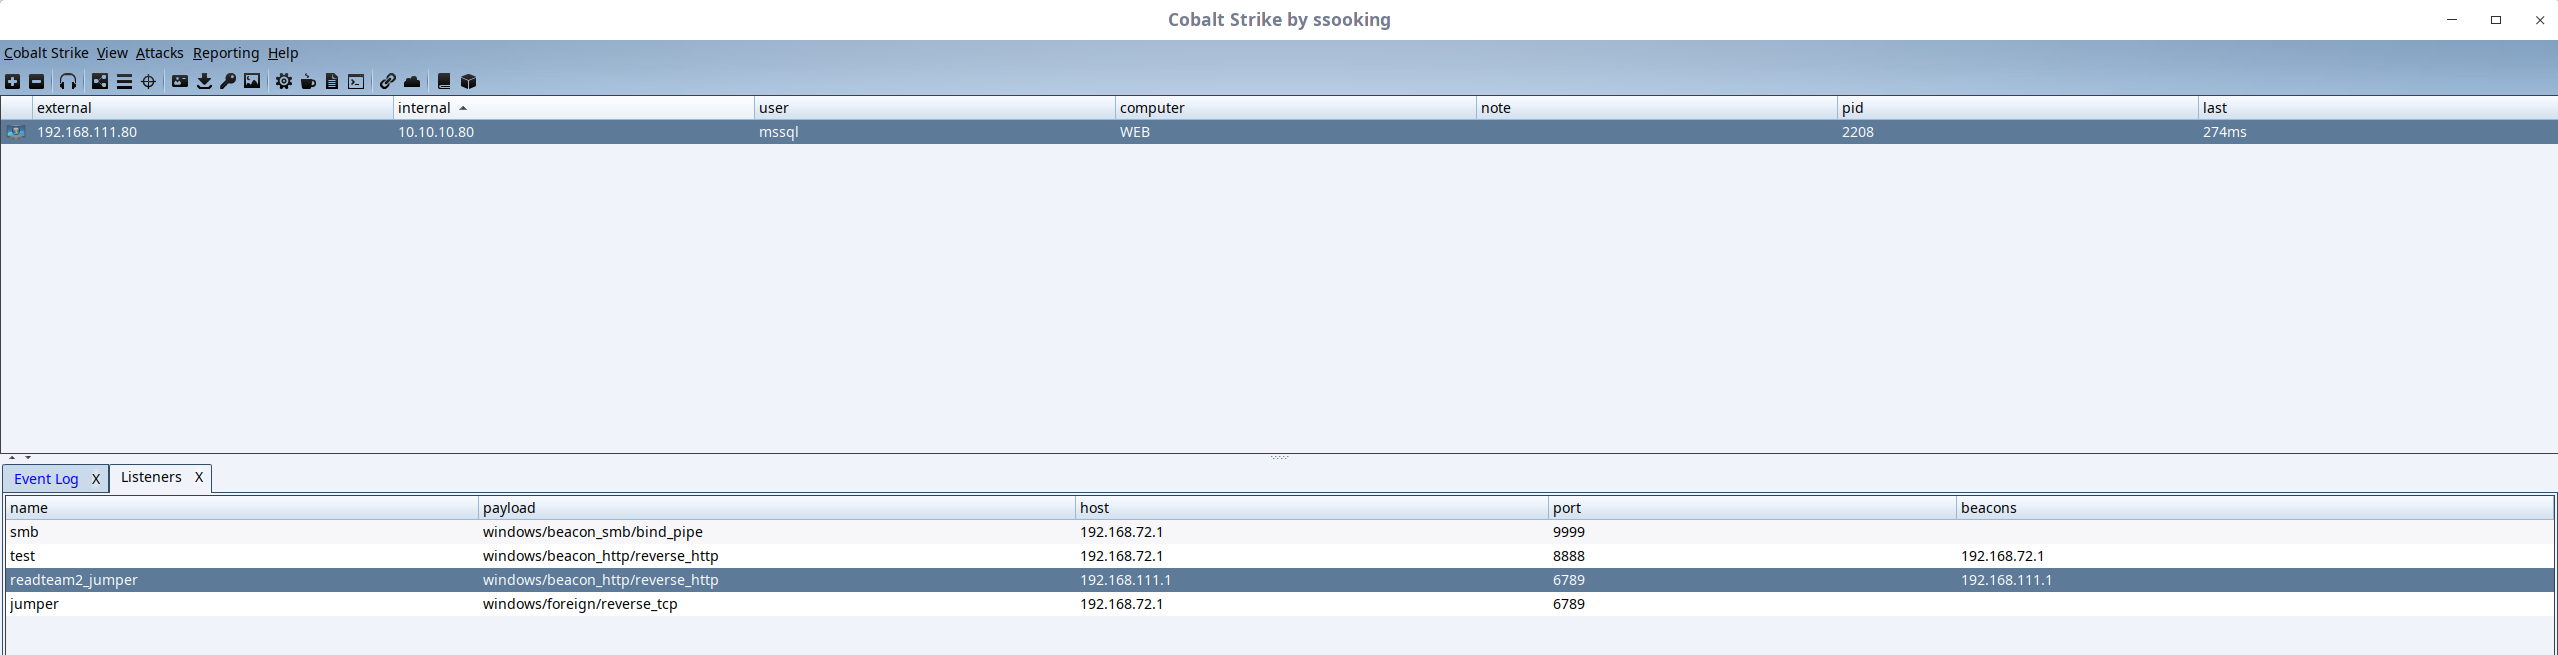 Cobalt Strike by ssooking
Cobalt Strike View Attacks Reporting Help
external internal user computer note pid last
192.168.111.80 10.10.10.80 mssql WEB 2208 274ms
Event Log X Listeners X
name payload host port beacons
smb windows/beacon_smb/bind_pipe 192.168.72.1 9999
test windows/beacon_http/reverse_http 192.168.72.1 8888 192.168.72.1
readteam2_jumper windows/beacon_http/reverse_http 192.168.111.1 6789 192.168.111.1
jumper windows/foreign/reverse_tcp 192.168.72.1 6789